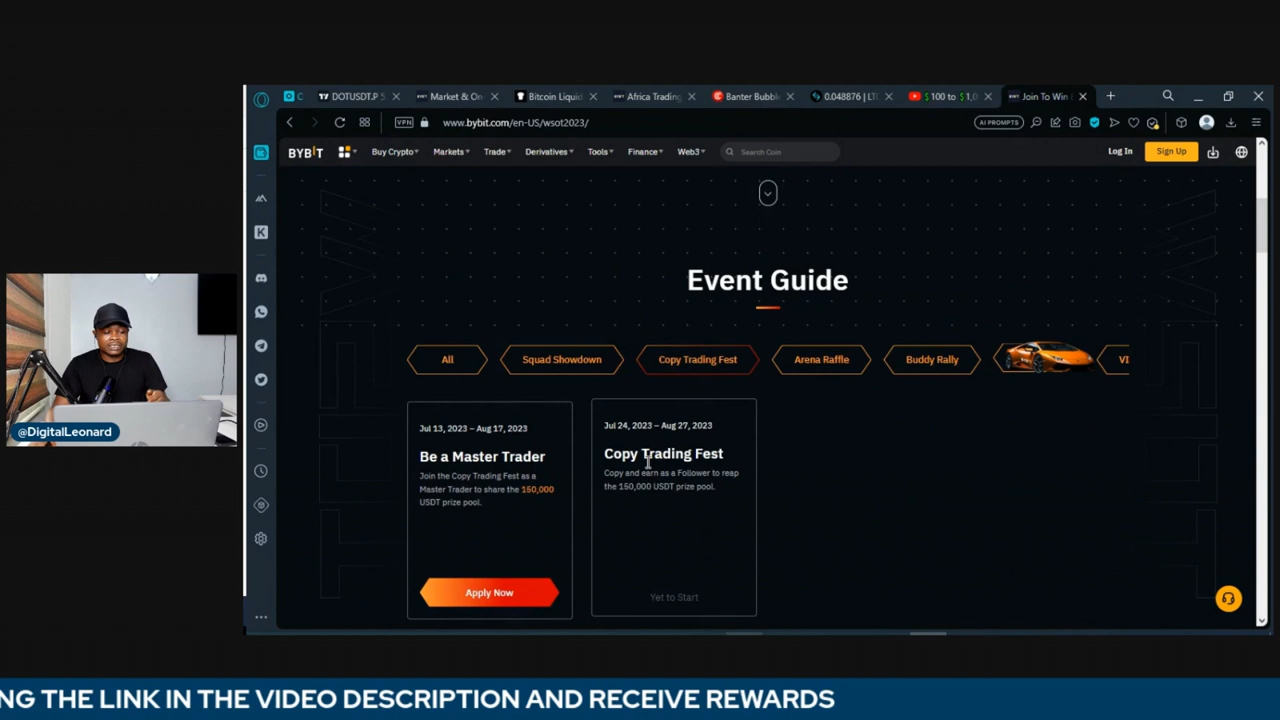 DOTUSDT.P 5
Market & On
Bitcoin Liquid
Africa Trading
Banter Bubbl
0.048876 | LT
$100 to $1,0
Join To Win
VPN
www.bybit.com/en-US/wsot2023/
AI PROMPTS
BYBIT
Buy Crypto
Markets
Trade
Derivatives
Tools
Finance
Web3
Search Coin
Log In
Sign Up
Event Guide
All
Squad Showdown
Copy Trading Fest
Arena Raffle
Buddy Rally
VI
Jul 13, 2023 – Aug 17, 2023
Be a Master Trader
Join the Copy Trading Fest as a
Master Trader to share the 150,000
USDT prize pool.
Apply Now
Jul 24, 2023 – Aug 27, 2023
Copy Trading Fest
Copy and earn as a Follower to reap
the 150,000 USDT prize pool.
Yet to Start
@DigitalLeonard
NG THE LINK IN THE VIDEO DESCRIPTION AND RECEIVE REWARDS